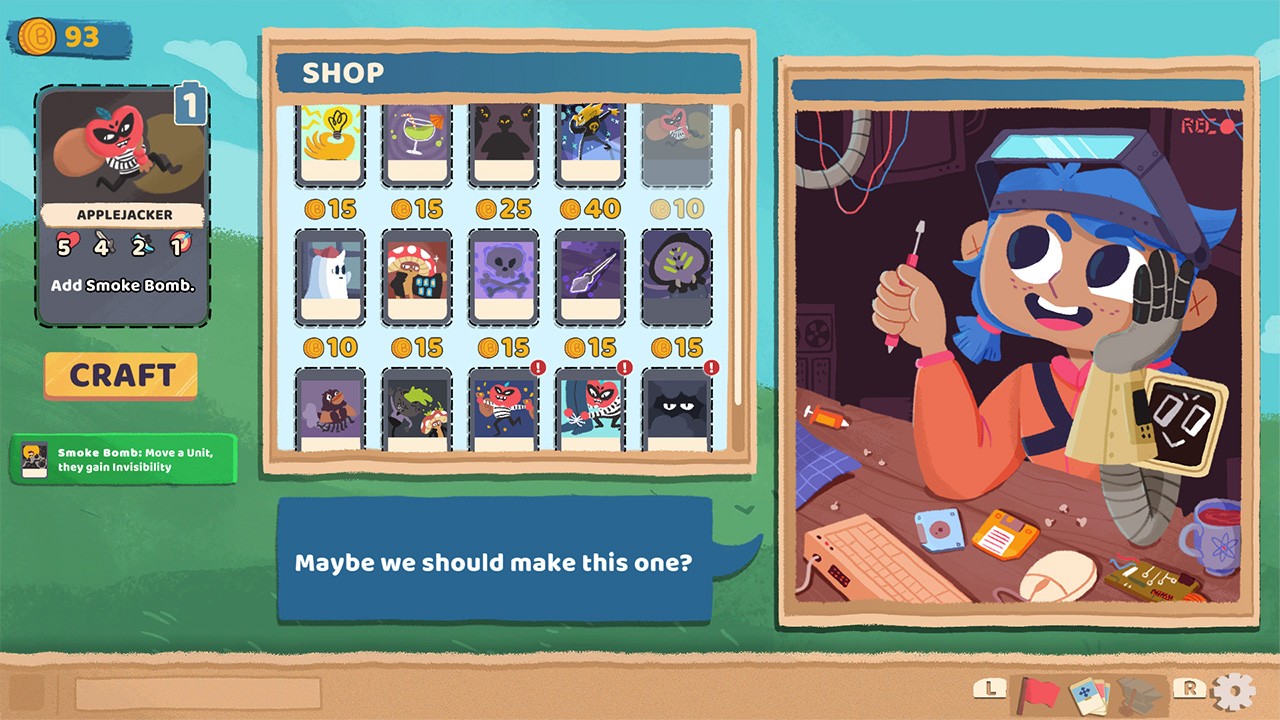 93
SHOP
1
REC
APPLEJACKER
5 4 2 1
Add Smoke Bomb.
15 15 25 40 10
10 15 15 15 15
CRAFT
! ! !
Smoke Bomb: Move a Unit,
they gain Invisibility
Maybe we should make this one?
L R